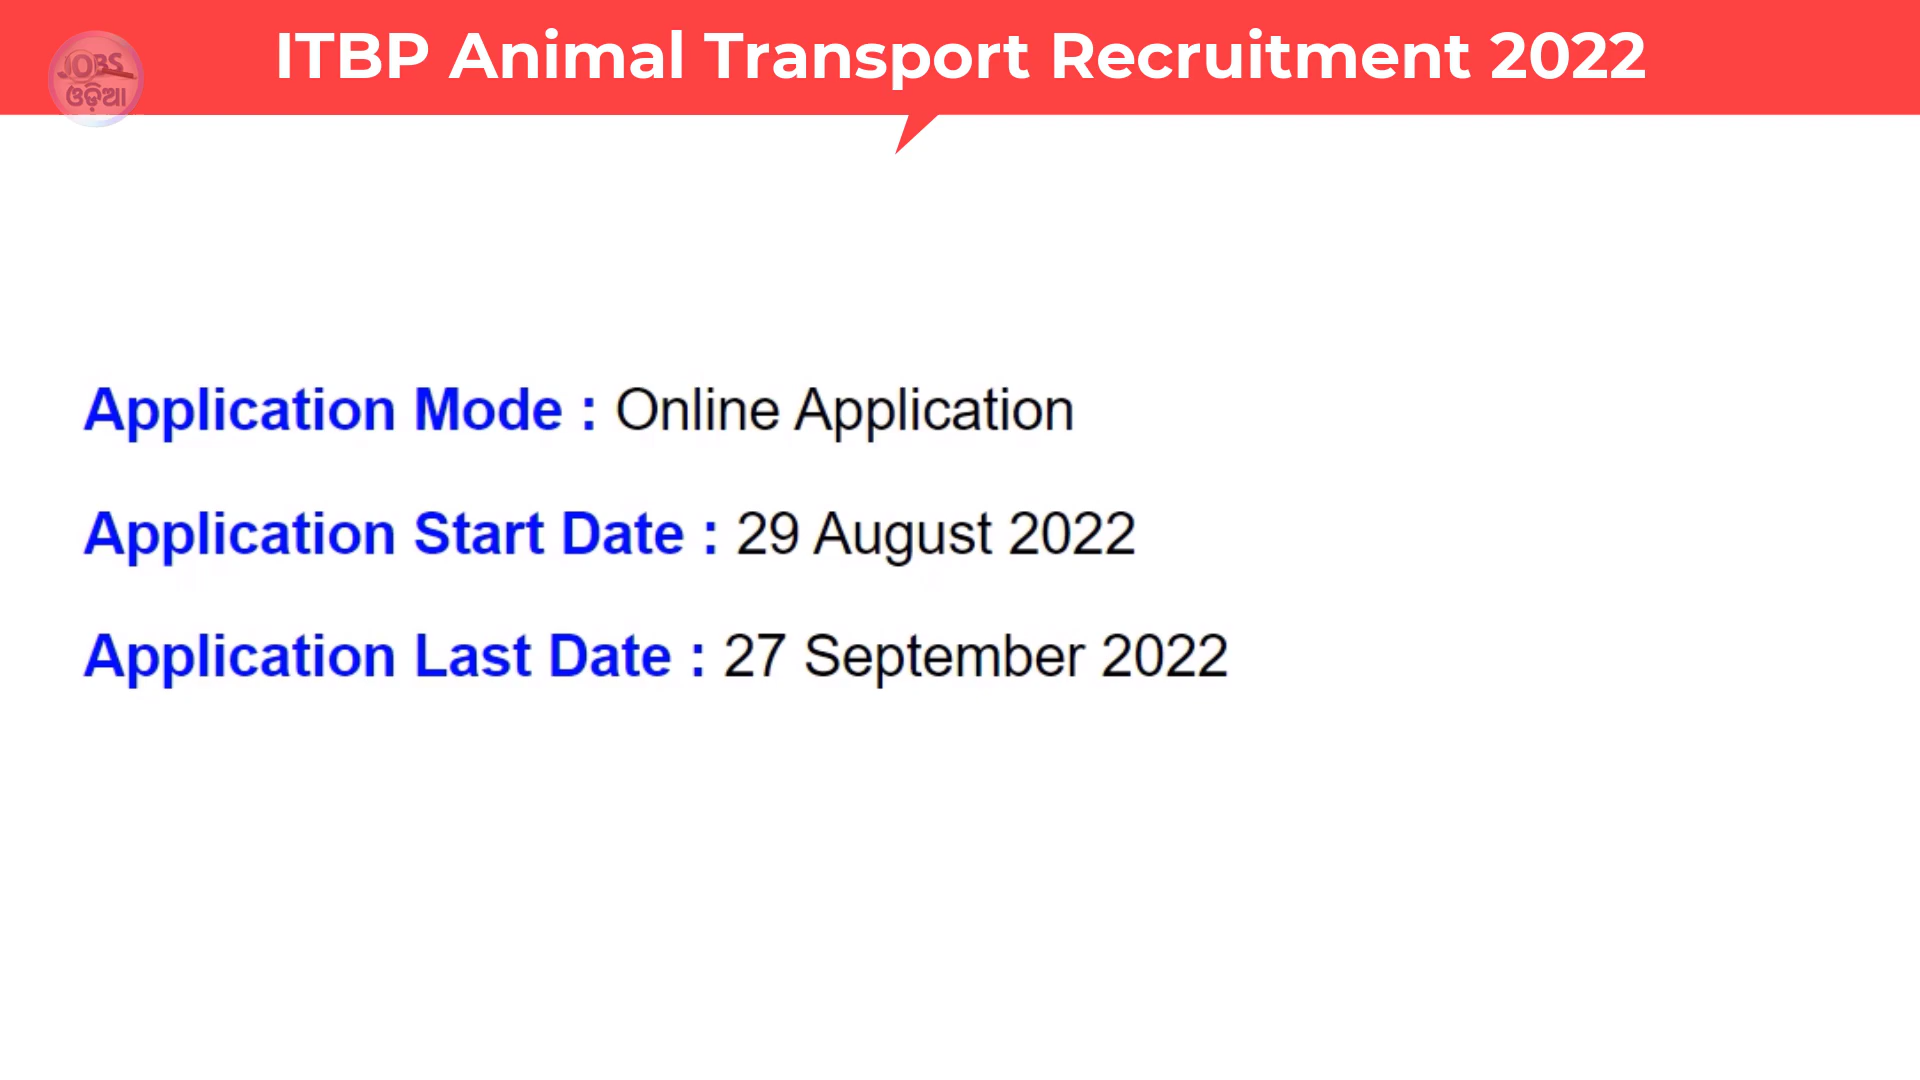 ITBP Animal Transport Recruitment 2022
JOBS
ଓଡ଼ିଆ
Application Mode : Online Application
Application Start Date : 29 August 2022
Application Last Date : 27 September 2022